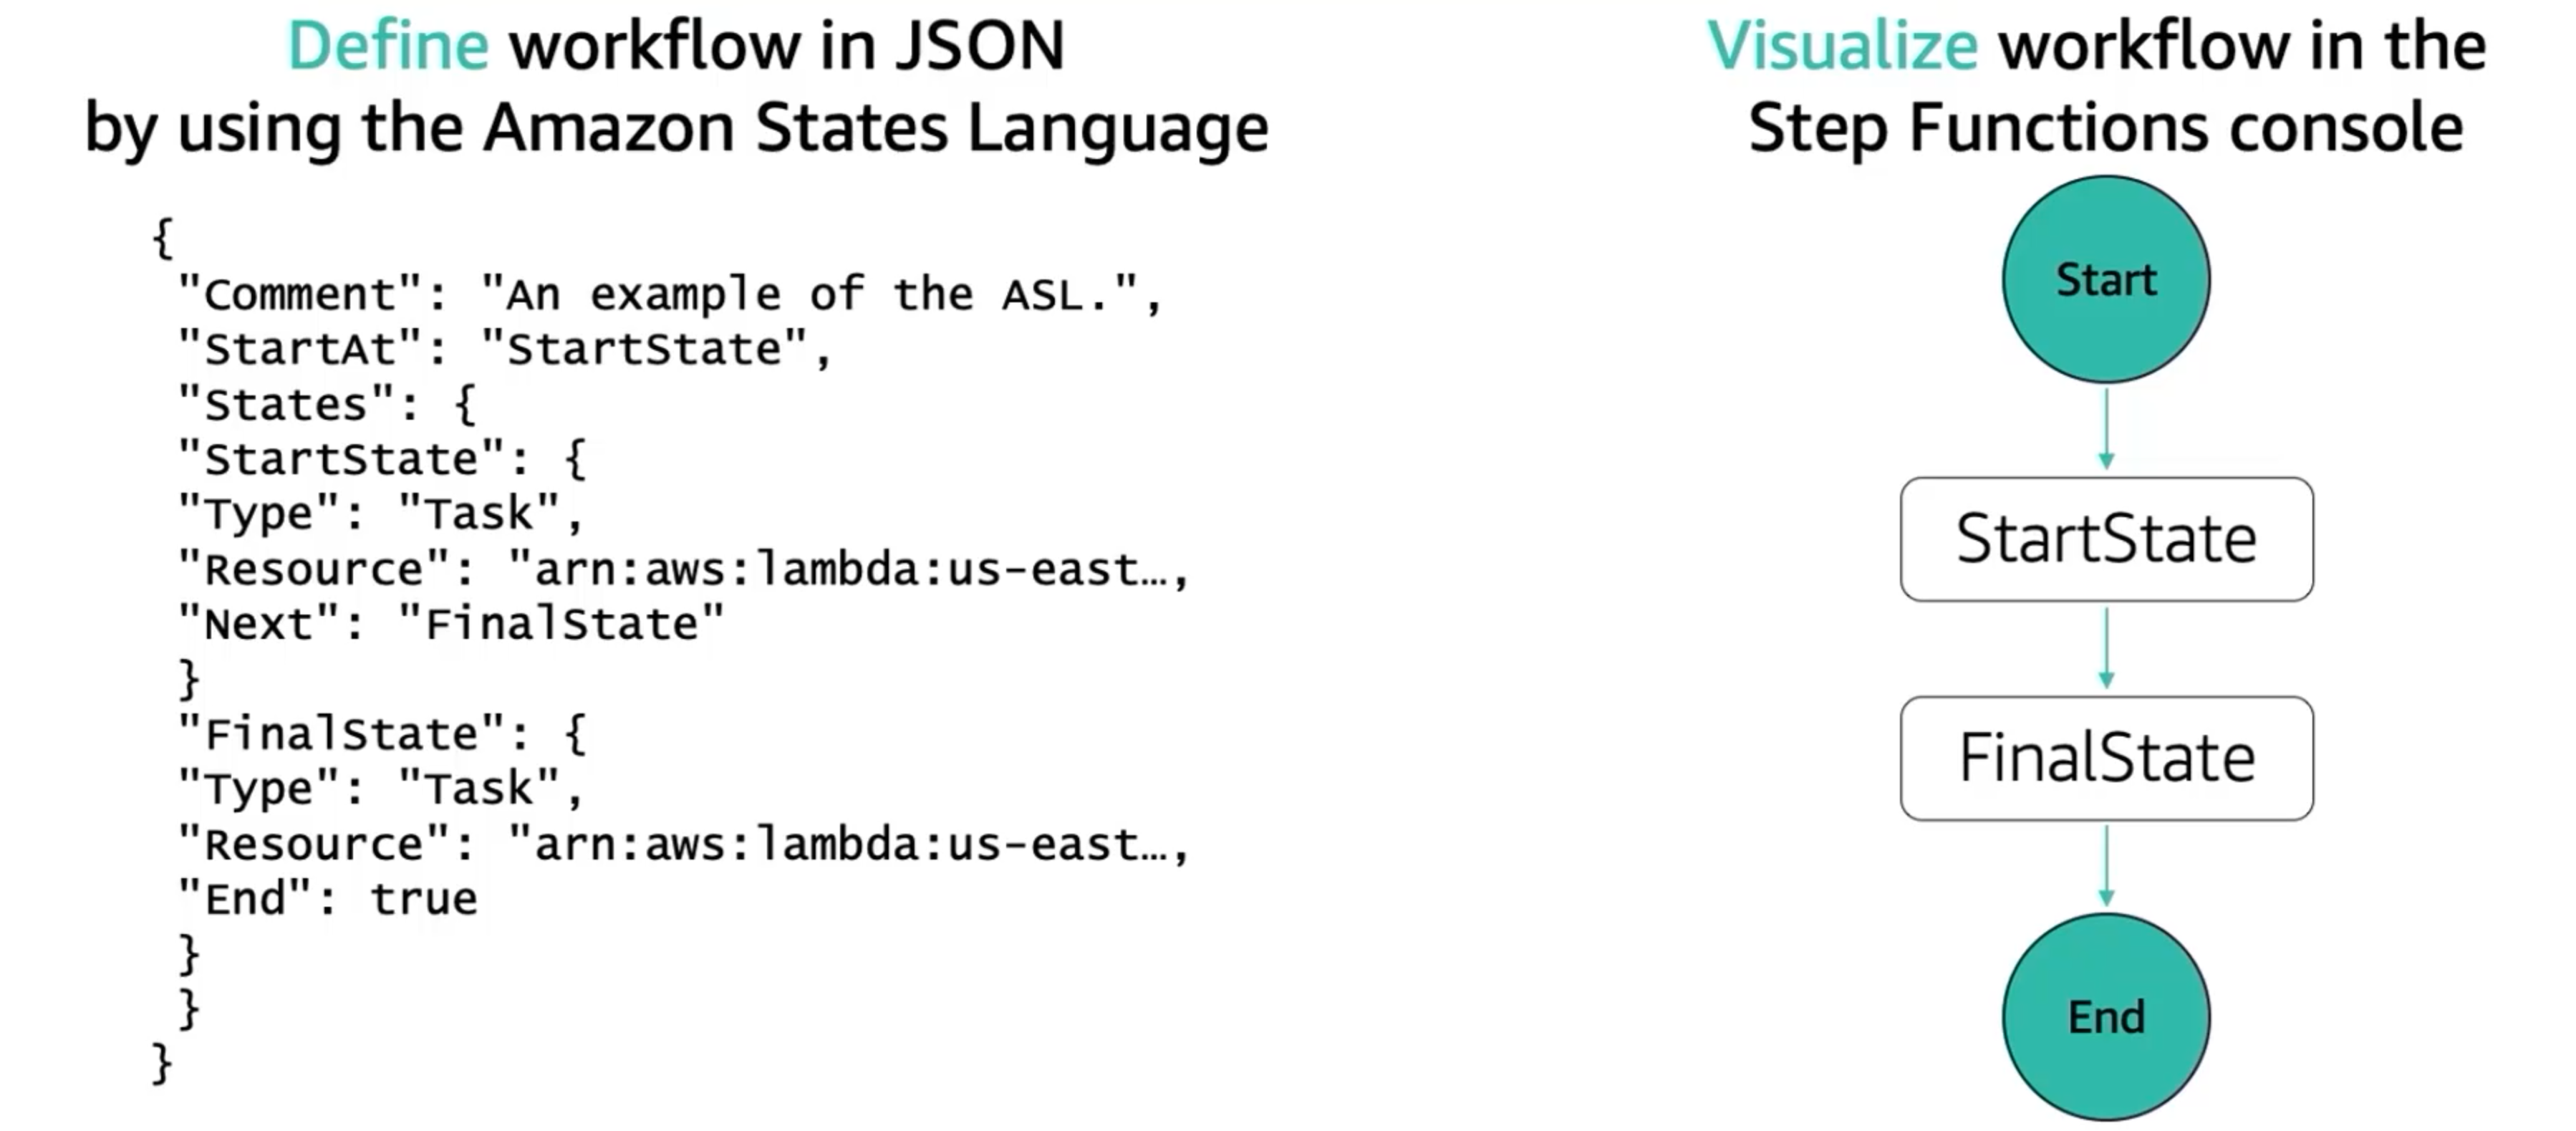 Define workflow in JSON
by using the Amazon States Language
{
"Comment": "An example of the ASL.",
"StartAt": "StartState",
"States": {
"StartState": {
"Type": "Task",
"Resource": "arn:aws:lambda:us-east…,
"Next": "FinalState"
}
"FinalState": {
"Type": "Task",
"Resource": "arn:aws:lambda:us-east…,
"End": true
}
}
}
Visualize workflow in the
Step Functions console
Start
StartState
FinalState
End